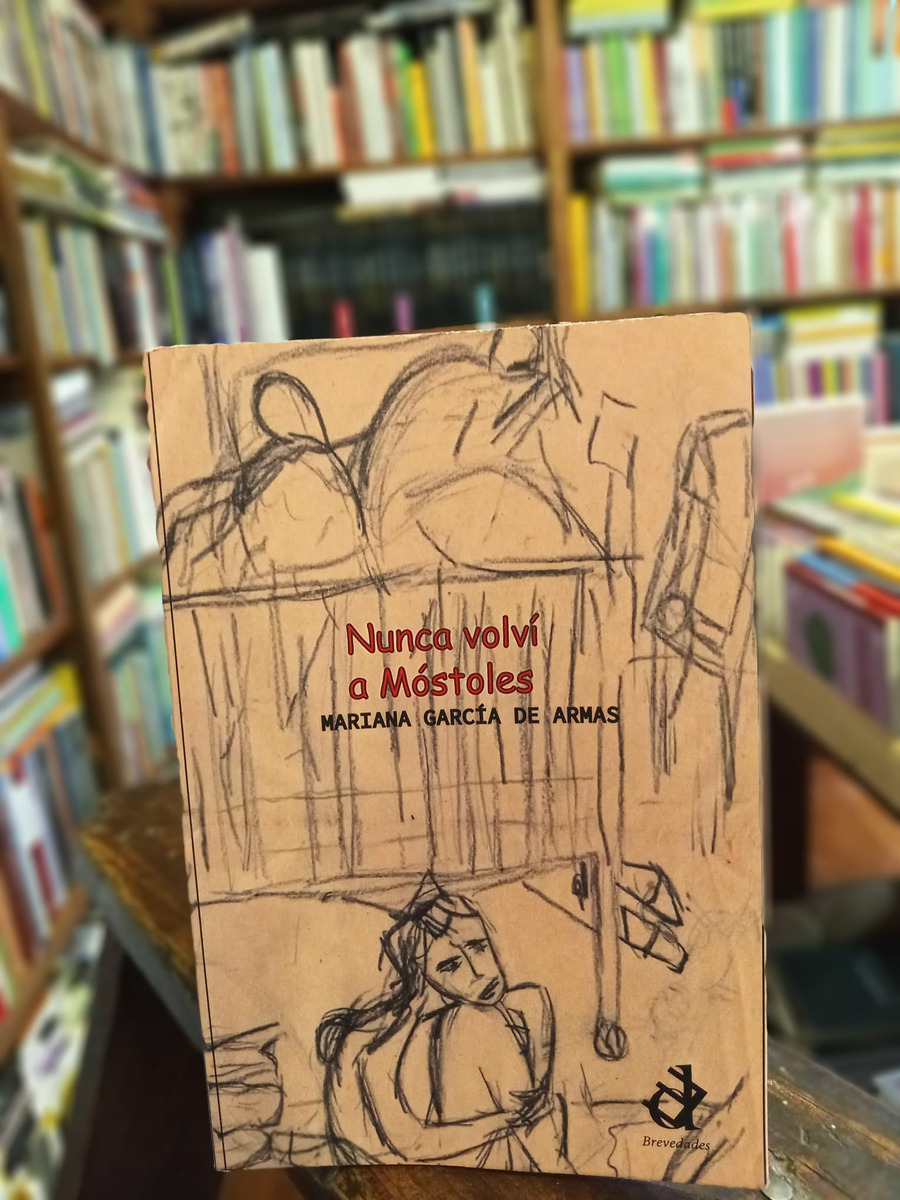 Nunca volví
a Móstoles
MARIANA GARCÍA DE ARMAS
Brevedades